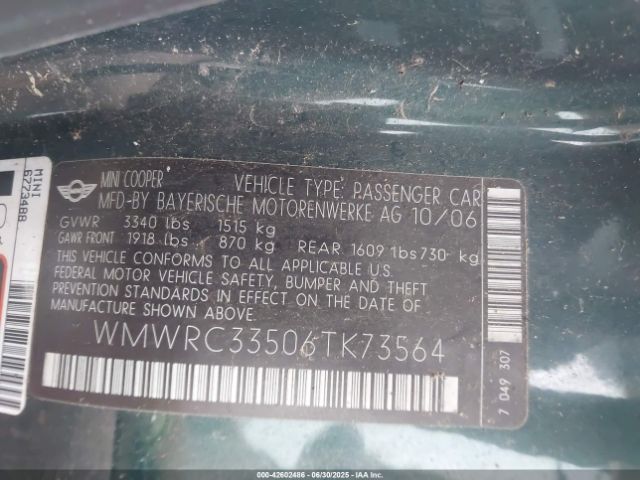 MINI COOPER VEHICLE TYPE: PASSENGER CAR
MFD-BY BAYERISCHE MOTORENWERKE AG 10/06
GVWR 3340 lbs 1515 kg
GAWR FRONT 1918 lbs 870 kg REAR 1609 lbs 730 kg
THIS VEHICLE CONFORMS TO ALL APPLICABLE U.S.
FEDERAL MOTOR VEHICLE SAFETY, BUMPER AND THEFT
PREVENTION STANDARDS IN EFFECT ON THE DATE OF
MANUFACTURE SHOWN ABOVE.
WMWRC33506TK73564
7 049 307
MINI
6773488
000-42602486 - 06/30/2025 - IAA, Inc.